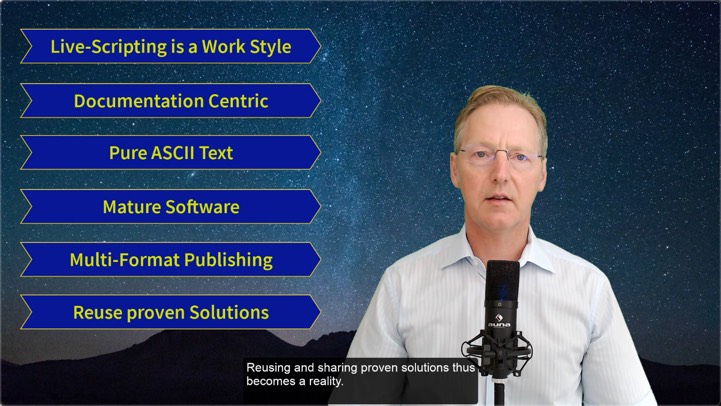 Live-Scripting is a Work Style
Documentation Centric
Pure ASCII Text
Mature Software
Multi-Format Publishing
Reuse proven Solutions
auna
Reusing and sharing proven solutions thus
becomes a reality.